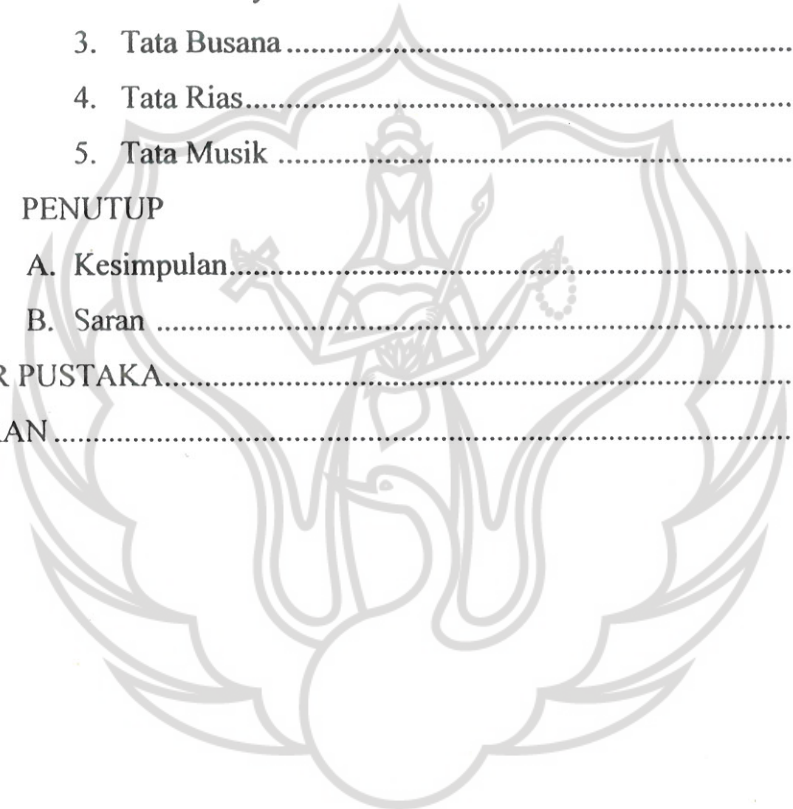 3. Tata Busana ................................................................
4. Tata Rias ................................................................
5. Tata Musik ................................................................
PENUTUP
A. Kesimpulan ................................................................
B. Saran ................................................................
R PUSTAKA ................................................................
AN ................................................................